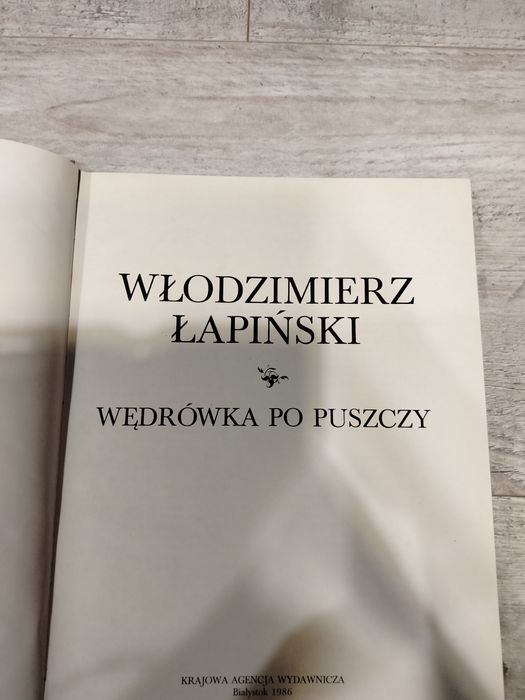 WŁODZIMIERZ
ŁAPIŃSKI
WĘDRÓWKA PO PUSZCZY
KRAJOWA AGENCJA WYDAWNICZA
Białystok 1986